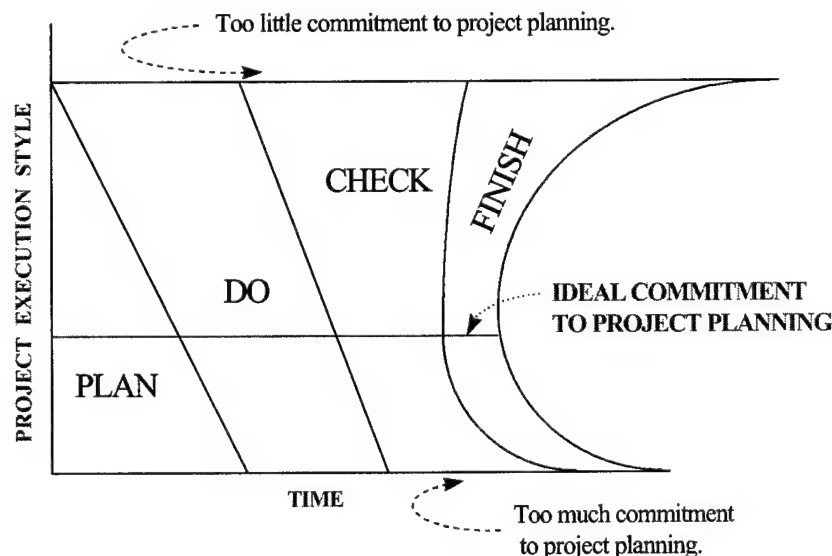 Too little commitment to project planning.
PROJECT EXECUTION STYLE
CHECK
FINISH
DO
IDEAL COMMITMENT
TO PROJECT PLANNING
PLAN
TIME
Too much commitment
to project planning.